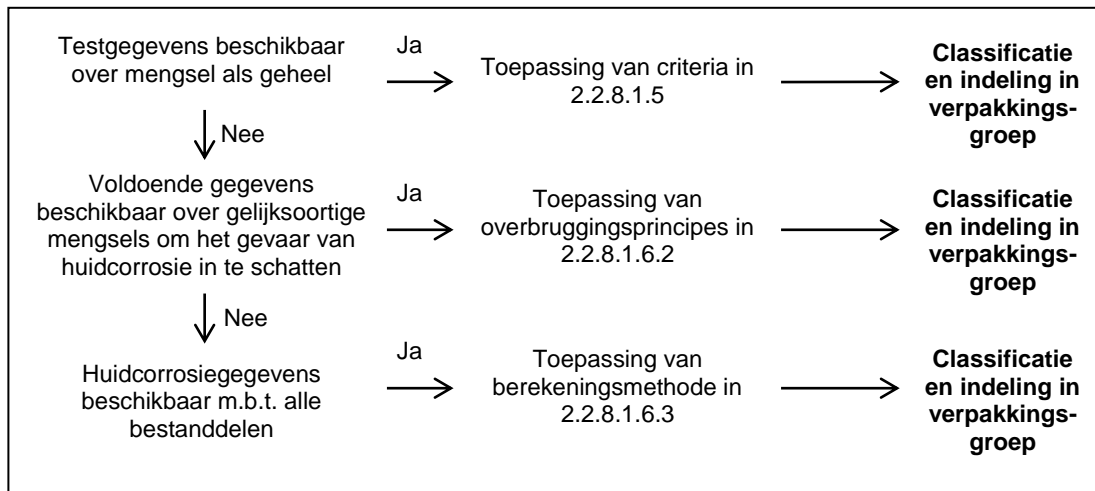 Testgegevens beschikbaar
over mengsel als geheel
Ja
Toepassing van criteria in
2.2.8.1.5
Classificatie
en indeling in
verpakkings-
groep
Nee
Voldoende gegevens
beschikbaar over gelijksoortige
mengsels om het gevaar van
huidcorrosie in te schatten
Ja
Toepassing van
overbruggingsprincipes in
2.2.8.1.6.2
Classificatie
en indeling in
verpakkings-
groep
Nee
Huidcorrosiegegevens
beschikbaar m.b.t. alle
bestanddelen
Ja
Toepassing van
berekeningsmethode in
2.2.8.1.6.3
Classificatie
en indeling in
verpakkings-
groep